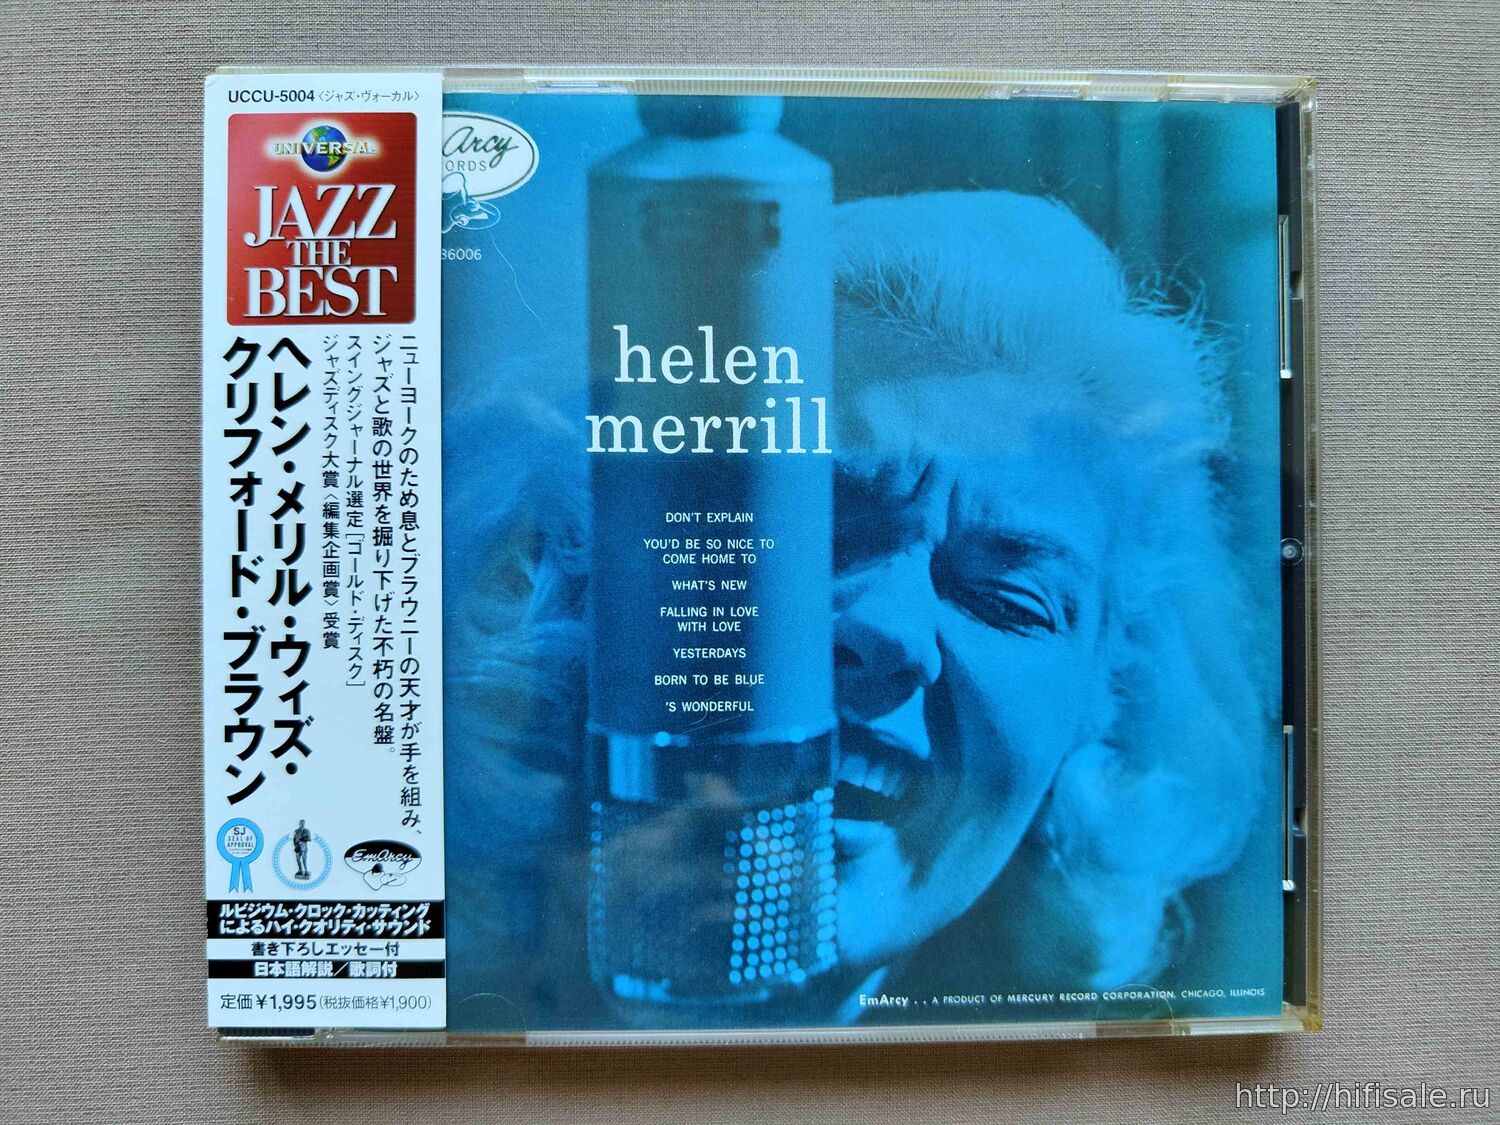 UCCU-5004〈ジャズ・ヴォーカル〉
UNIVERSAL
JAZZ
THE
BEST
ニューヨークのため息とブラウニーの天才が手を組み、
ジャズと歌の世界を掘り下げた不朽の名盤。
スイングジャーナル選定［ゴールド・ディスク］
ジャズディスク大賞〈編集企画賞〉受賞
ヘレン・メリル・ウィズ・
クリフォード・ブラウン
SJ
SEAL OF
APPROVAL
EmArcy
ルビジウム・クロック・カッティング
によるハイ・クオリティ・サウンド
書き下ろしエッセー付
日本語解説／歌詞付
定価￥1,995(税抜価格￥1,900)
Arcy
ORDS
36006
helen
merrill
DON'T EXPLAIN
YOU'D BE SO NICE TO
COME HOME TO
WHAT'S NEW
FALLING IN LOVE
WITH LOVE
YESTERDAYS
BORN TO BE BLUE
'S WONDERFUL
EmArcy . . A PRODUCT OF MERCURY RECORD CORPORATION, CHICAGO, ILLINOIS
http://hifisale.ru